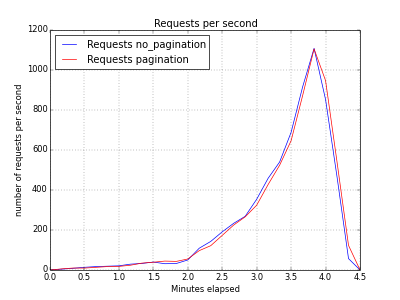 Requests per second
Requests no_pagination
Requests pagination
number of requests per second
1200
1000
800
600
400
200
0
0.0 0.5 1.0 1.5 2.0 2.5 3.0 3.5 4.0 4.5
Minutes elapsed